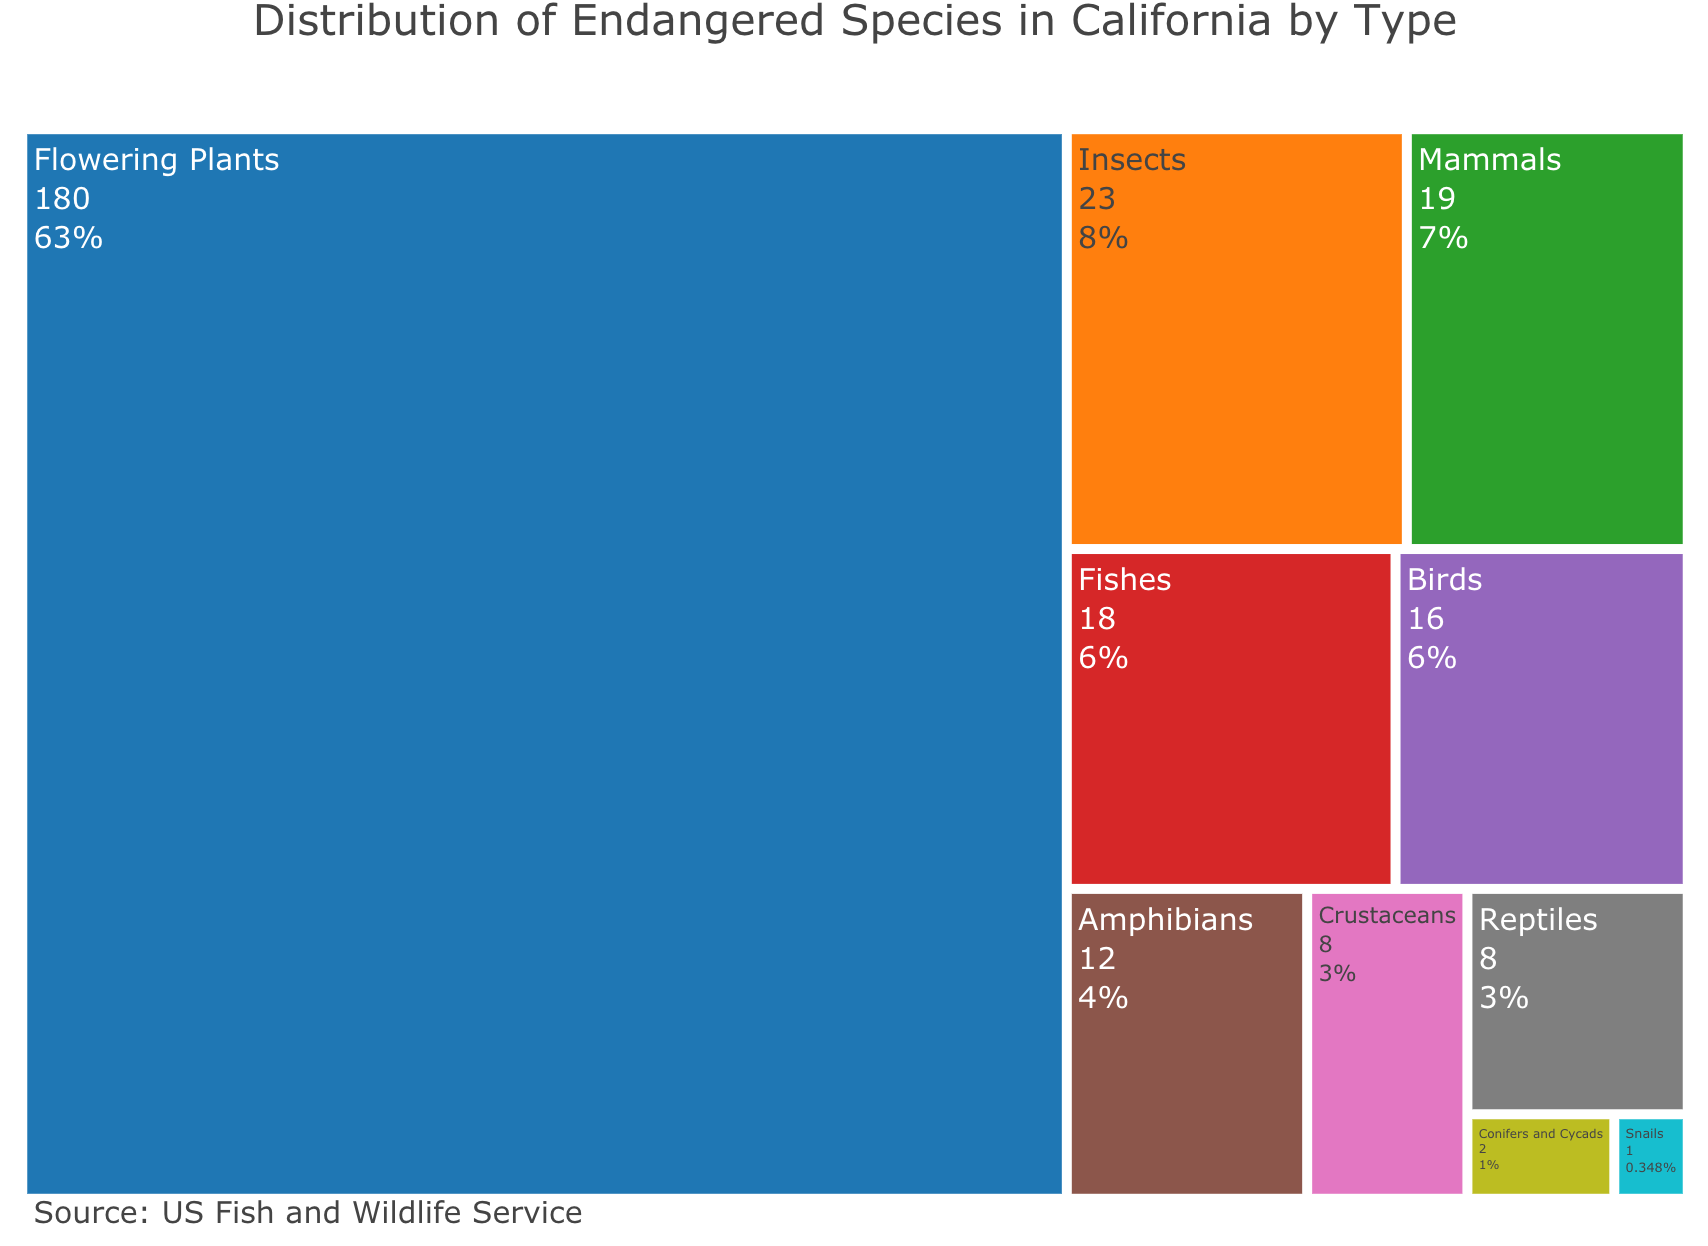 Distribution of Endangered Species in California by Type
Flowering Plants
180
63%
Insects
23
8%
Mammals
19
7%
Fishes
18
6%
Birds
16
6%
Amphibians
12
4%
Crustaceans
8
3%
Reptiles
8
3%
Conifers and Cycads
2
1%
Snails
1
0.348%
Source: US Fish and Wildlife Service